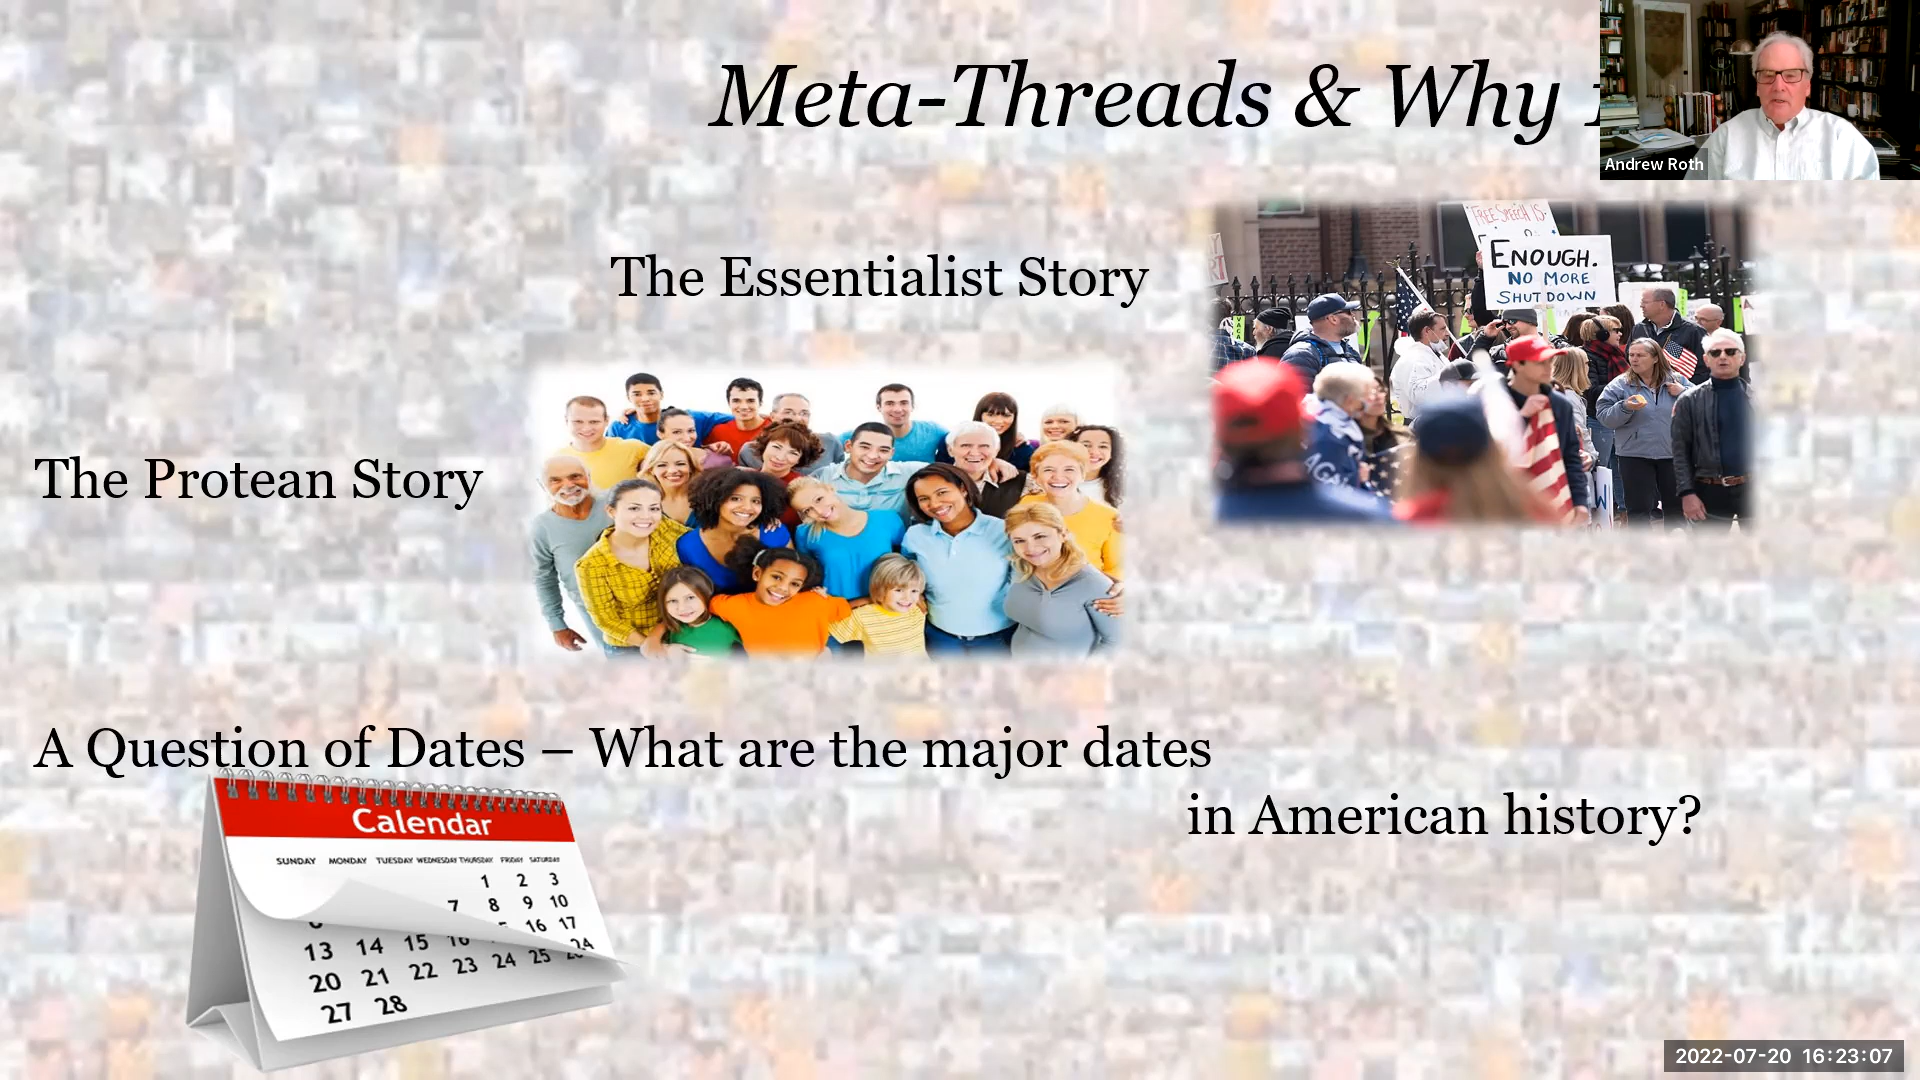 Meta-Threads & Why
Andrew Roth
FREE SPEECH IS
ENOUGH.
NO MORE
SHUTDOWN
The Essentialist Story
The Protean Story
A Question of Dates – What are the major dates
in American history?
Calendar
SUNDAY MONDAY TUESDAY WEDNESDAY THURSDAY FRIDAY SATURDAY
1 2 3
7 8 9 10
16 17
13 14 15 16
24
20 21 22 23 24 25
27 28
2022-07-20 16:23:07